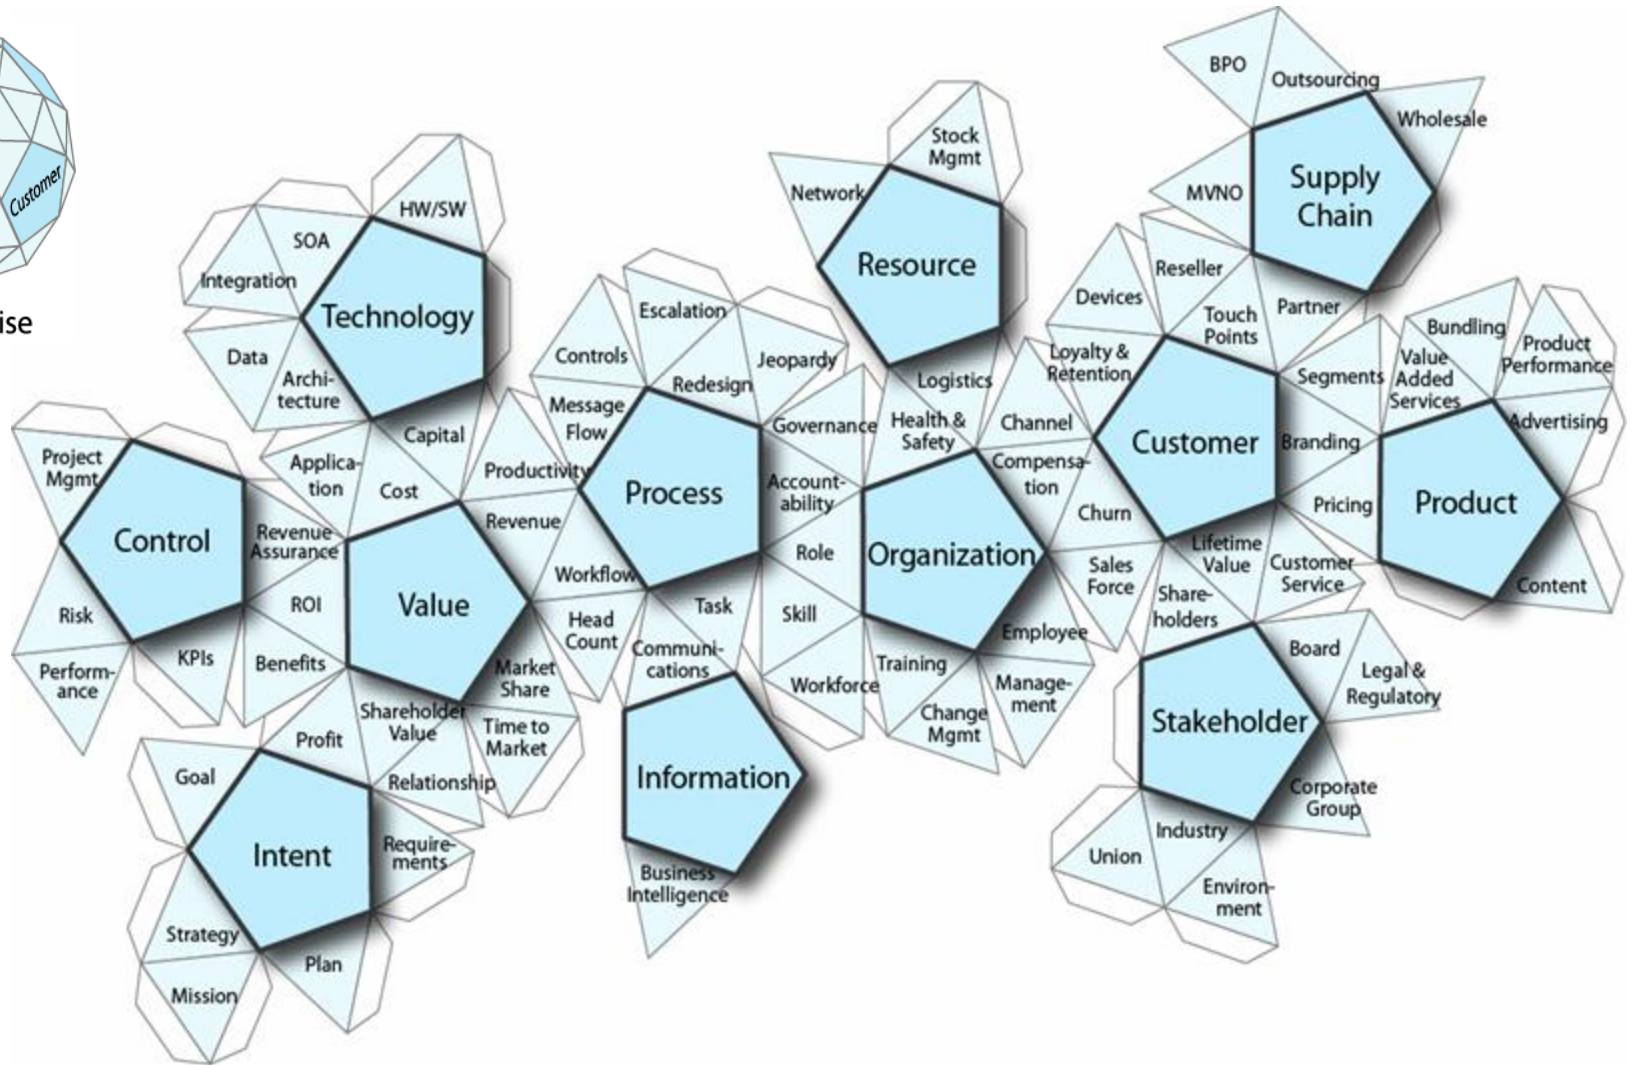 Customer
ise
BPO
Outsourcing
Wholesale
Supply
Chain
MVNO
Stock
Mgmt
Network
Resource
Logistics
HW/SW
SOA
Integration
Technology
Data
Archi-
tecture
Capital
Reseller
Devices
Touch
Points
Partner
Loyalty &
Retention
Customer
Segments
Branding
Pricing
Bundling
Value
Added
Services
Product
Performance
Advertising
Product
Content
Escalation
Controls
Redesign
Jeopardy
Message
Flow
Governance
Process
Productivity
Account-
ability
Role
Skill
Workforce
Workflow
Task
Head
Count
Communi-
cations
Health &
Safety
Channel
Compensa-
tion
Churn
Organization
Sales
Force
Employee
Training
Manage-
ment
Change
Mgmt
Lifetime
Value
Customer
Service
Share-
holders
Board
Legal &
Regulatory
Stakeholder
Corporate
Group
Industry
Union
Environ-
ment
Project
Mgmt
Control
Risk
Perform-
ance
KPIs
Revenue
Assurance
ROI
Benefits
Applica-
tion
Cost
Revenue
Value
Market
Share
Time to
Market
Shareholder
Value
Relationship
Profit
Goal
Intent
Require-
ments
Strategy
Plan
Mission
Information
Business
Intelligence